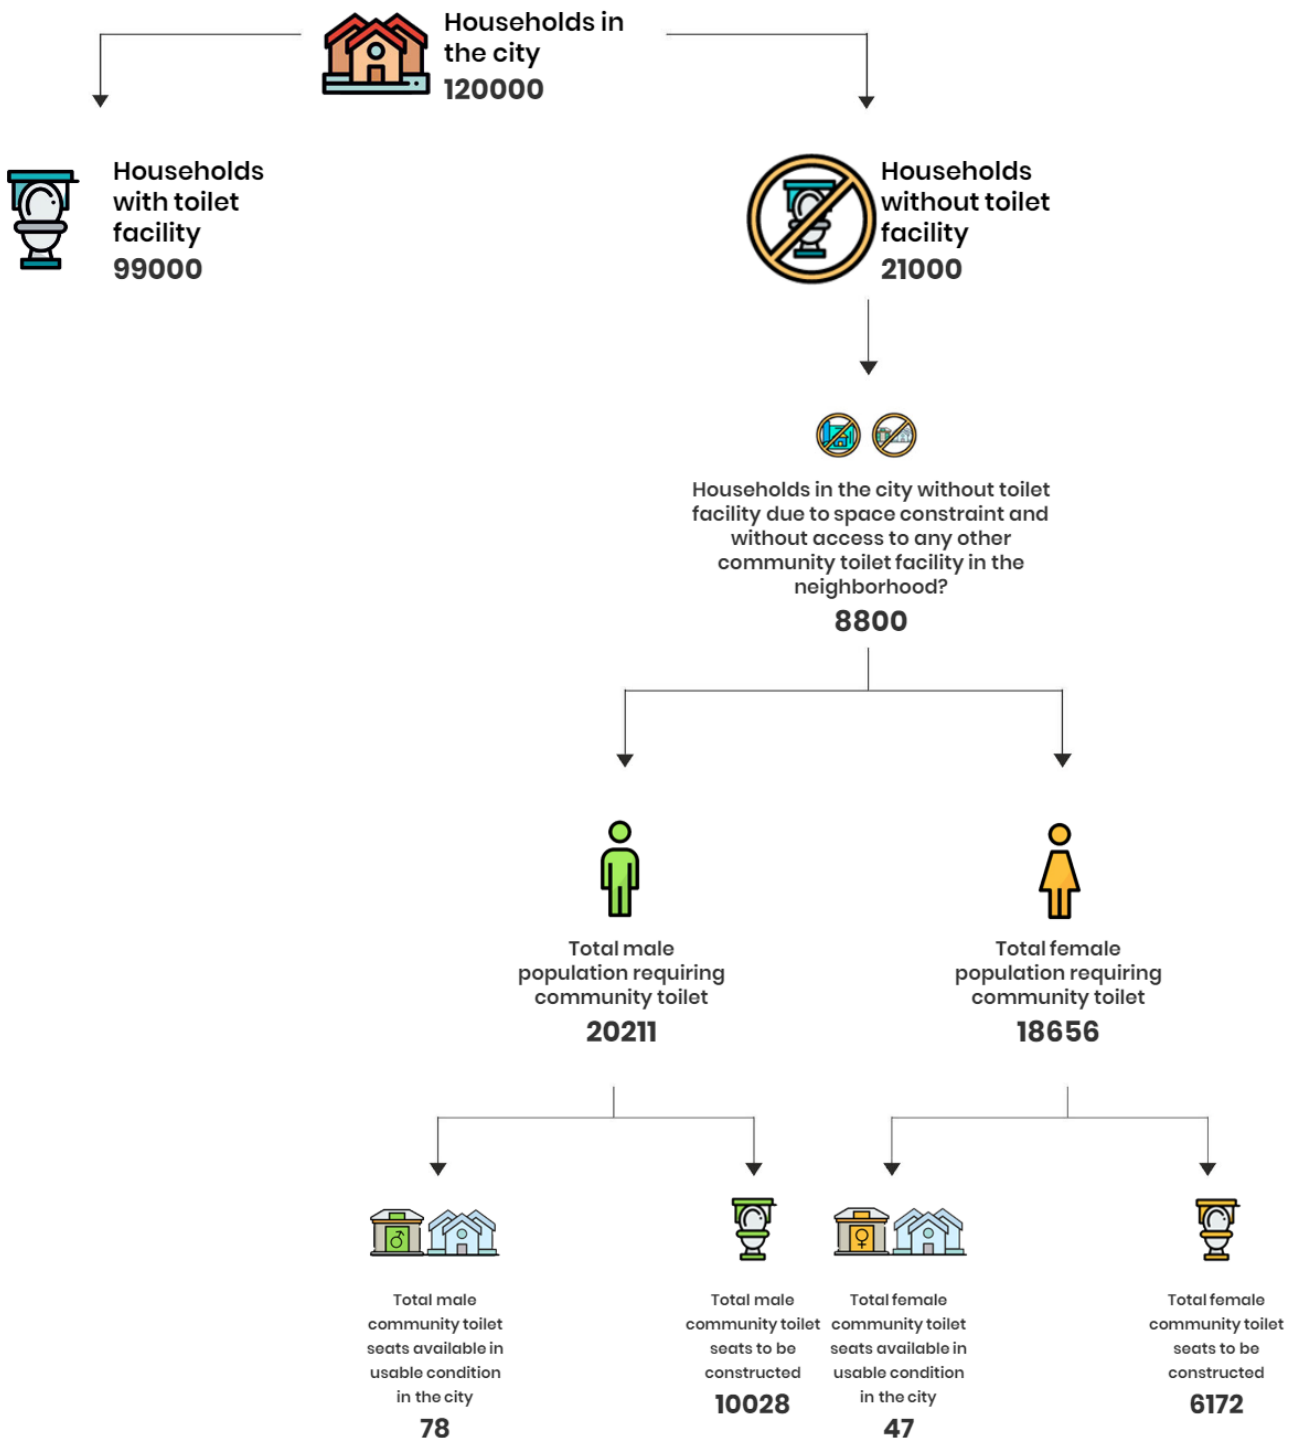 Households in
the city
120000
Households
with toilet
facility
99000
Households
without toilet
facility
21000
Households in the city without toilet
facility due to space constraint and
without access to any other
community toilet facility in the
neighborhood?
8800
Total male
population requiring
community toilet
20211
Total female
population requiring
community toilet
18656
Total male
community toilet
seats available in
usable condition
in the city
78
Total male
community toilet
seats to be
constructed
10028
Total female
community toilet
seats available in
usable condition
in the city
47
Total female
community toilet
seats to be
constructed
6172